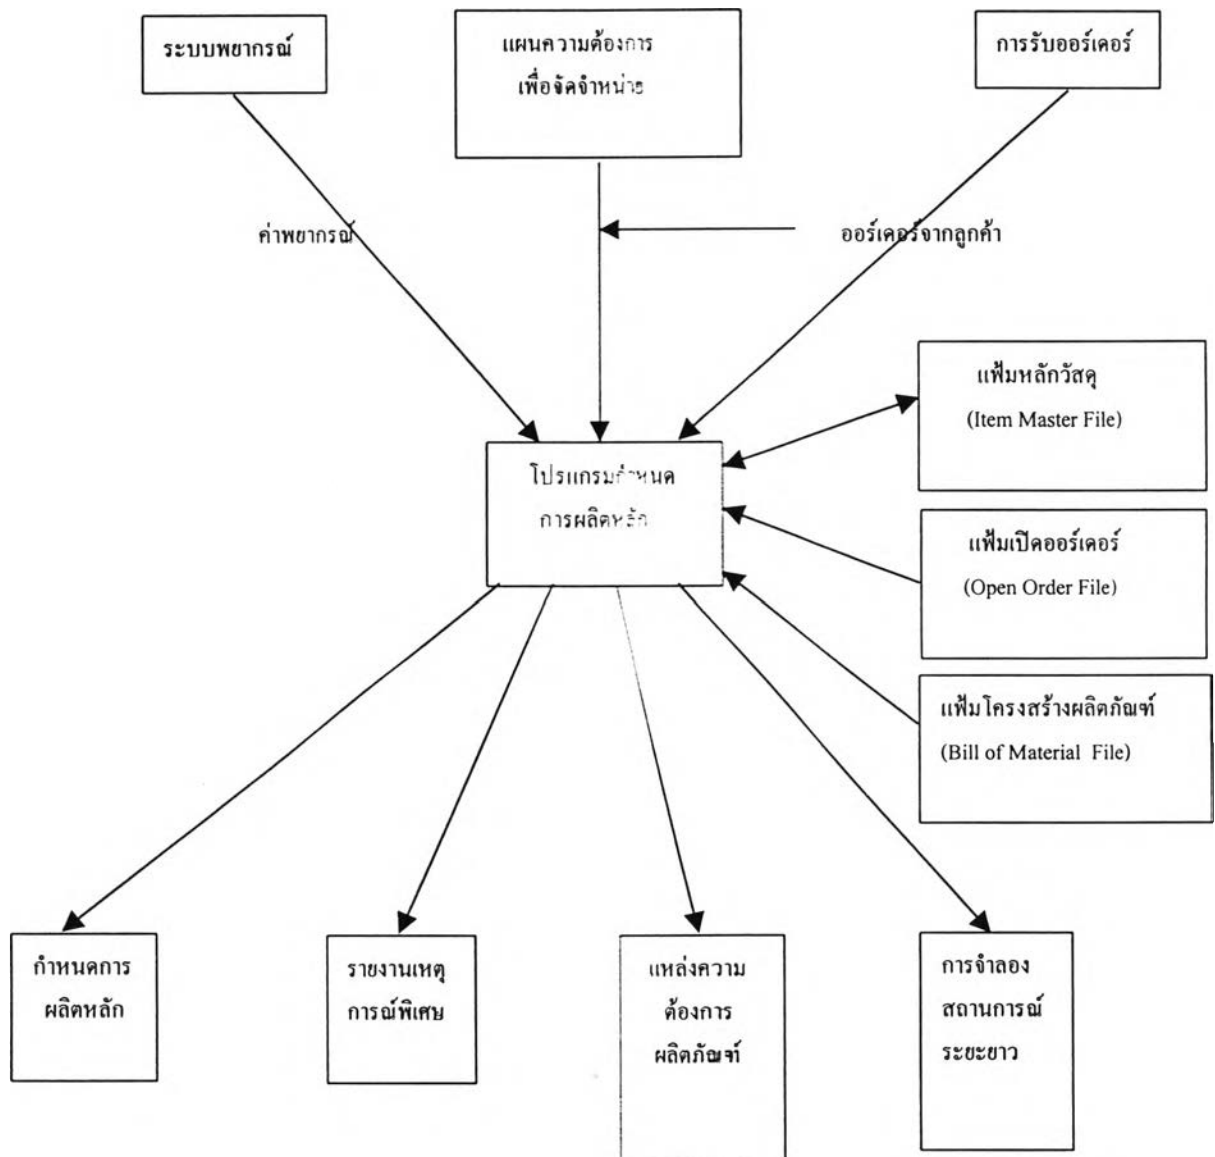 ระบบพยากรณ์
แผนความต้องการ
เพื่อจัดจำหน่าย
การรับออร์เดอร์
ค่าพยากรณ์
ออร์เดอร์จากลูกค้า
แฟ้มหลักวัสดุ
(Item Master File)
โปรแกรมกำหนด
การผลิตหลัก
แฟ้มเปิดออร์เดอร์
(Open Order File)
แฟ้มโครงสร้างผลิตภัณฑ์
(Bill of Material File)
กำหนดการ
ผลิตหลัก
รายงานเหตุ
การณ์พิเศษ
แหล่งความ
ต้องการ
ผลิตภัณฑ์
การจำลอง
สถานการณ์
ระยะยาว